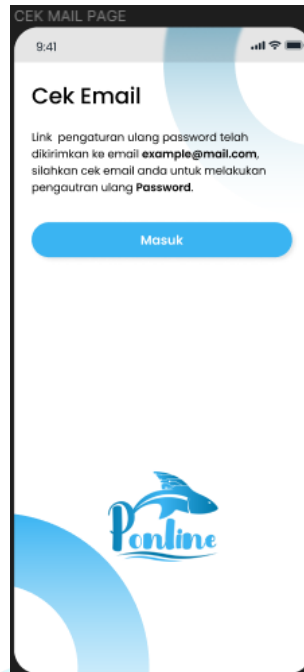 CEK MAIL PAGE
9:41
Cek Email
Link pengaturan ulang password telah
dikirimkan ke email example@mail.com,
silahkan cek email anda untuk melakukan
pengautran ulang Password.
Masuk
Ponline